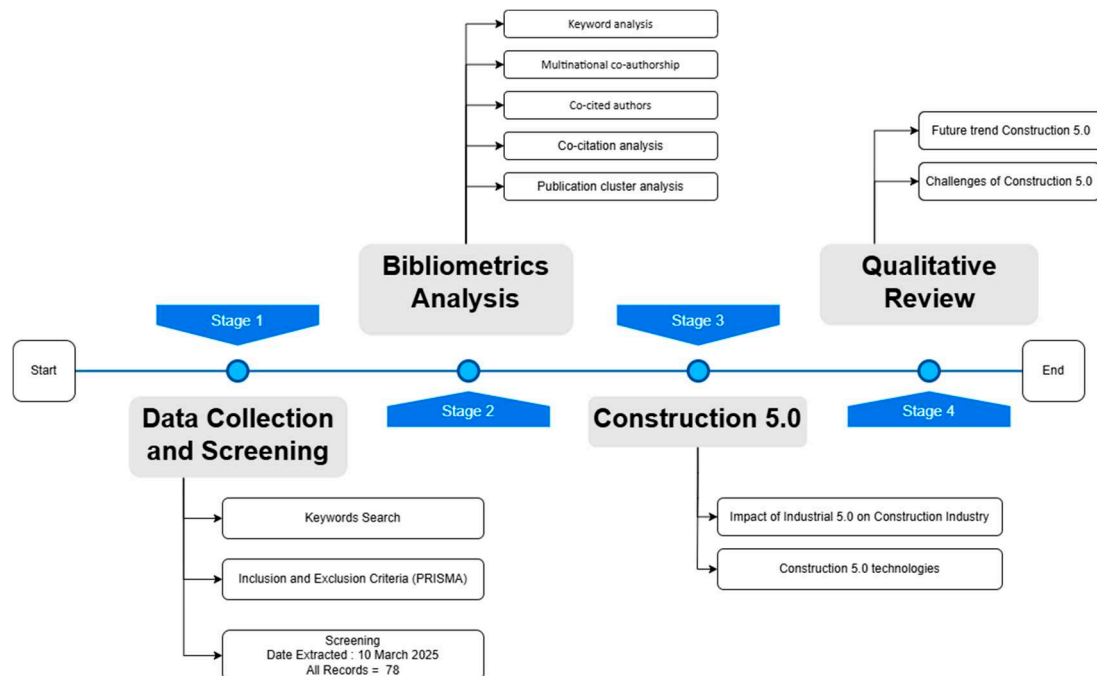 Keyword analysis
Multinational co-authorship
Co-cited authors
Co-citation analysis
Publication cluster analysis
Future trend Construction 5.0
Challenges of Construction 5.0
Bibliometrics
Analysis
Qualitative
Review
Stage 1
Stage 3
Start
End
Stage 2
Stage 4
Data Collection
and Screening
Construction 5.0
Keywords Search
Inclusion and Exclusion Criteria (PRISMA)
Screening
Date Extracted : 10 March 2025
All Records = 78
Impact of Industrial 5.0 on Construction Industry
Construction 5.0 technologies